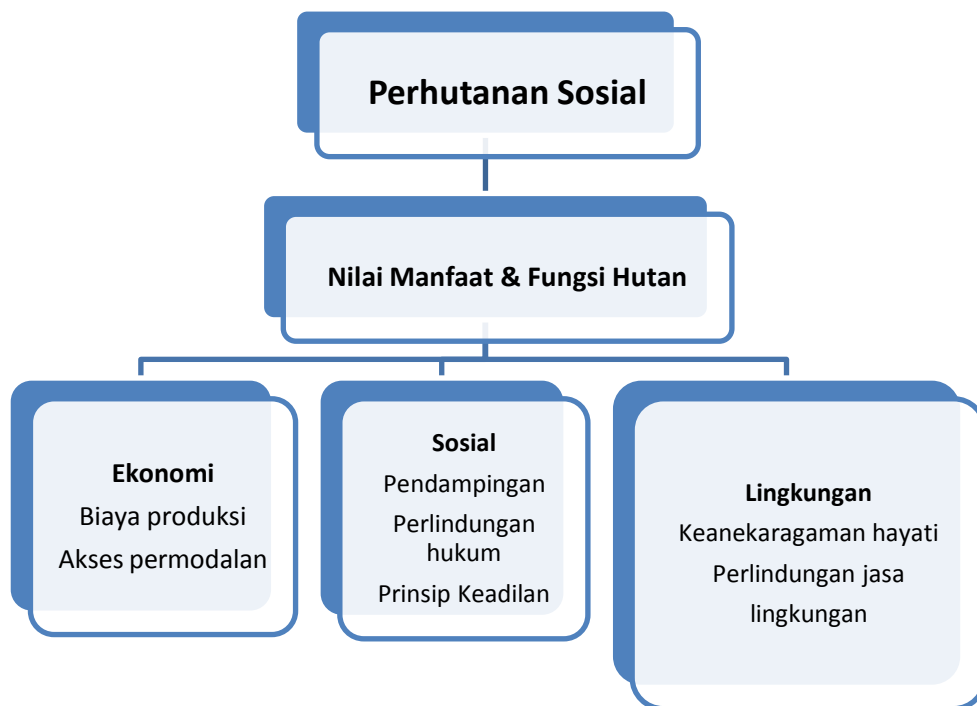 Perhutanan Sosial
Nilai Manfaat & Fungsi Hutan
Ekonomi
Biaya produksi
Akses permodalan
Sosial
Pendampingan
Perlindungan
hukum
Prinsip Keadilan
Lingkungan
Keanekaragaman hayati
Perlindungan jasa
lingkungan